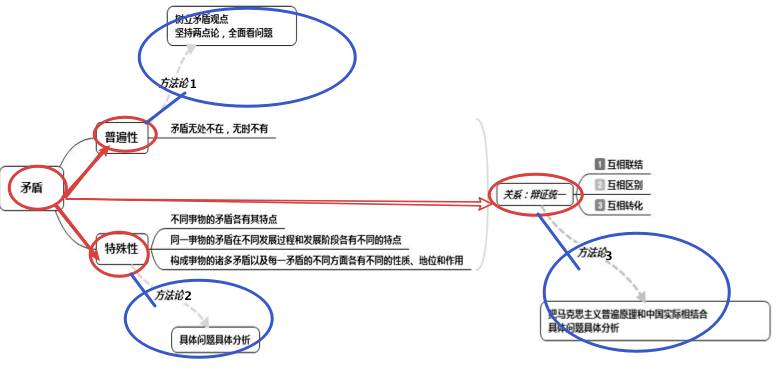 树立矛盾观点
坚持两点论，全面看问题
方法论1
普遍性
矛盾无处不在，无时不有
矛盾
特殊性
不同事物的矛盾各有其特点
同一事物的矛盾在不同发展过程和发展阶段各有不同的特点
构成事物的诸多矛盾以及每一矛盾的不同方面各有不同的性质、地位和作用
方法论2
具体问题具体分析
关系：辩证统一
1 互相联结
2 互相区别
3 互相转化
方法论3
把马克思主义普遍原理和中国实际相结合
具体问题具体分析